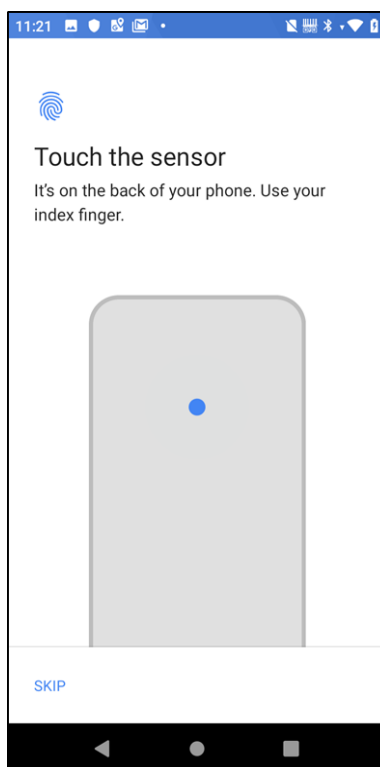 11:21
Touch the sensor
It's on the back of your phone. Use your
index finger.
SKIP